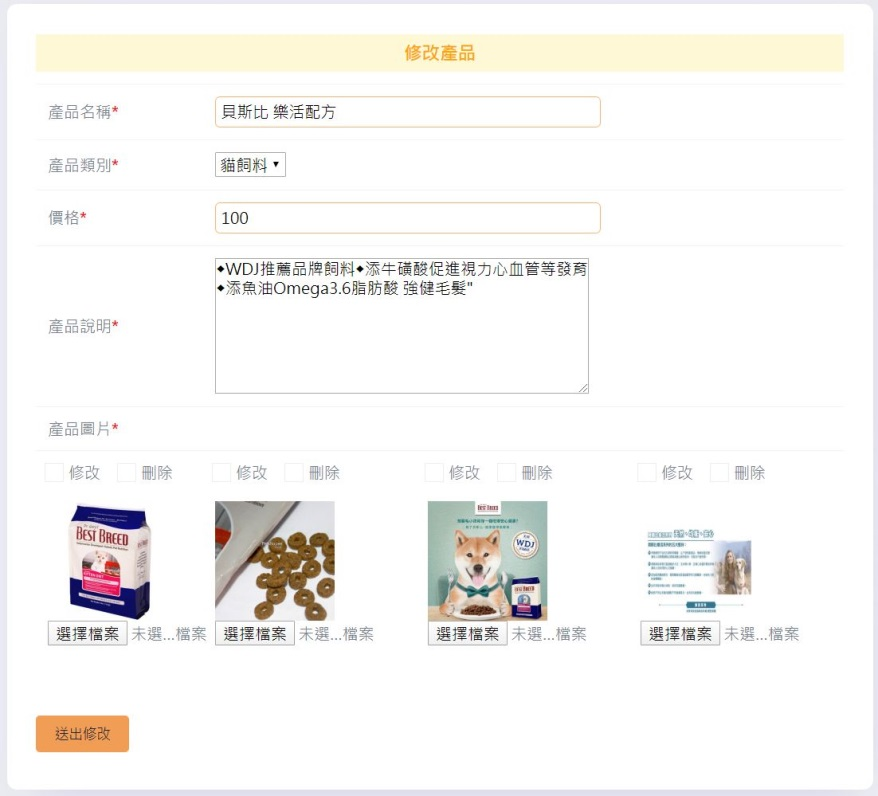 修改產品
產品名稱*
貝斯比 樂活配方
產品類別*
貓飼料
價格*
100
產品說明*
◆WDJ推薦品牌飼料◆添牛磺酸促進視力心血管等發育
◆添魚油Omega3.6脂肪酸 強健毛髮"
產品圖片*
修改 刪除 修改 刪除 修改 刪除 修改 刪除
BEST BREED
BEST BREED
WDJ
選擇檔案 未選...檔案 選擇檔案 未選...檔案 選擇檔案 未選...檔案 選擇檔案 未選...檔案
送出修改